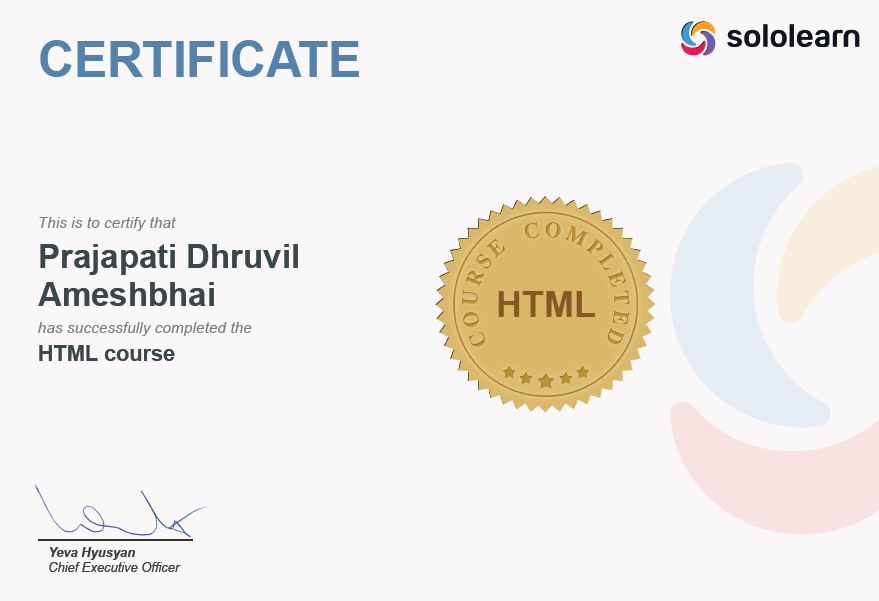 CERTIFICATE
sololearn
This is to certify that
Prajapati Dhruvil
Ameshbhai
has successfully completed the
HTML course
COURSE COMPLETED
HTML
Yeva Hyusyan
Chief Executive Officer